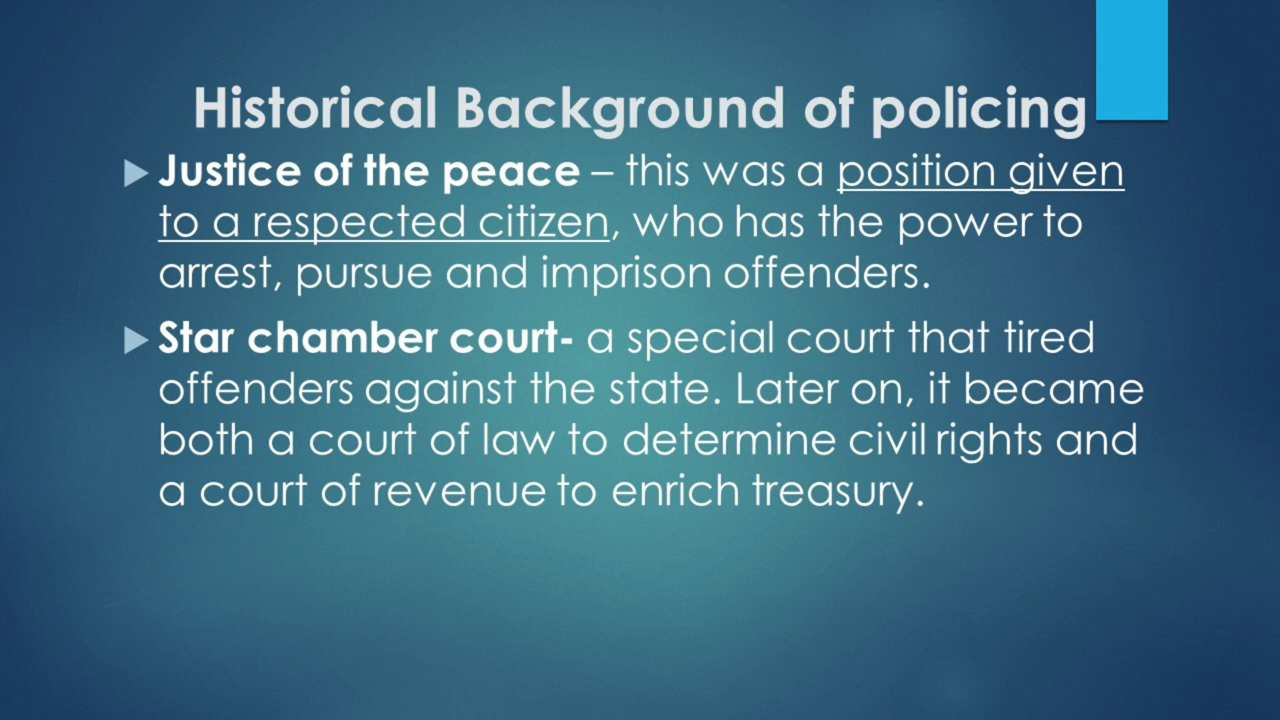 Historical Background of policing
Justice of the peace – this was a position given
to a respected citizen, who has the power to
arrest, pursue and imprison offenders.
Star chamber court- a special court that tired
offenders against the state. Later on, it became
both a court of law to determine civil rights and
a court of revenue to enrich treasury.